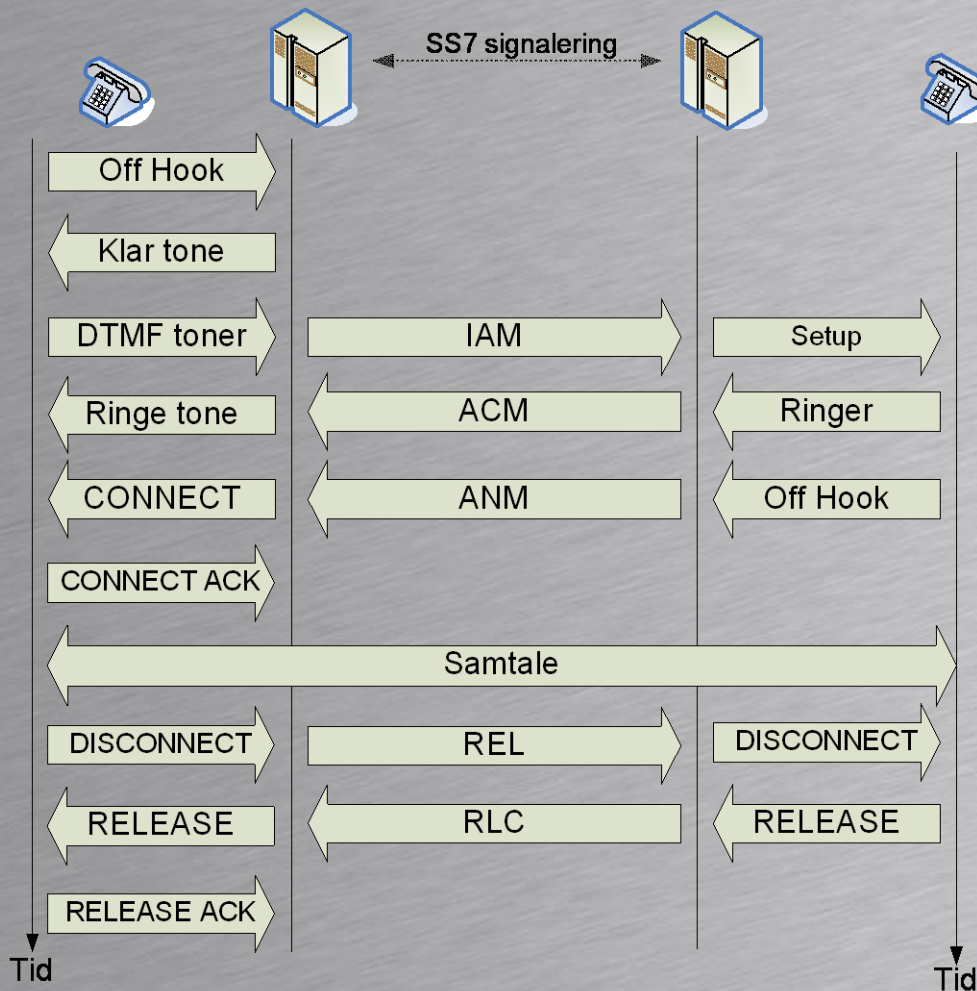 SS7 signalering
Off Hook
Klar tone
DTMF toner
IAM
Setup
Ringe tone
ACM
Ringer
CONNECT
ANM
Off Hook
CONNECT ACK
Samtale
DISCONNECT
REL
DISCONNECT
RELEASE
RLC
RELEASE
RELEASE ACK
Tid
Tid